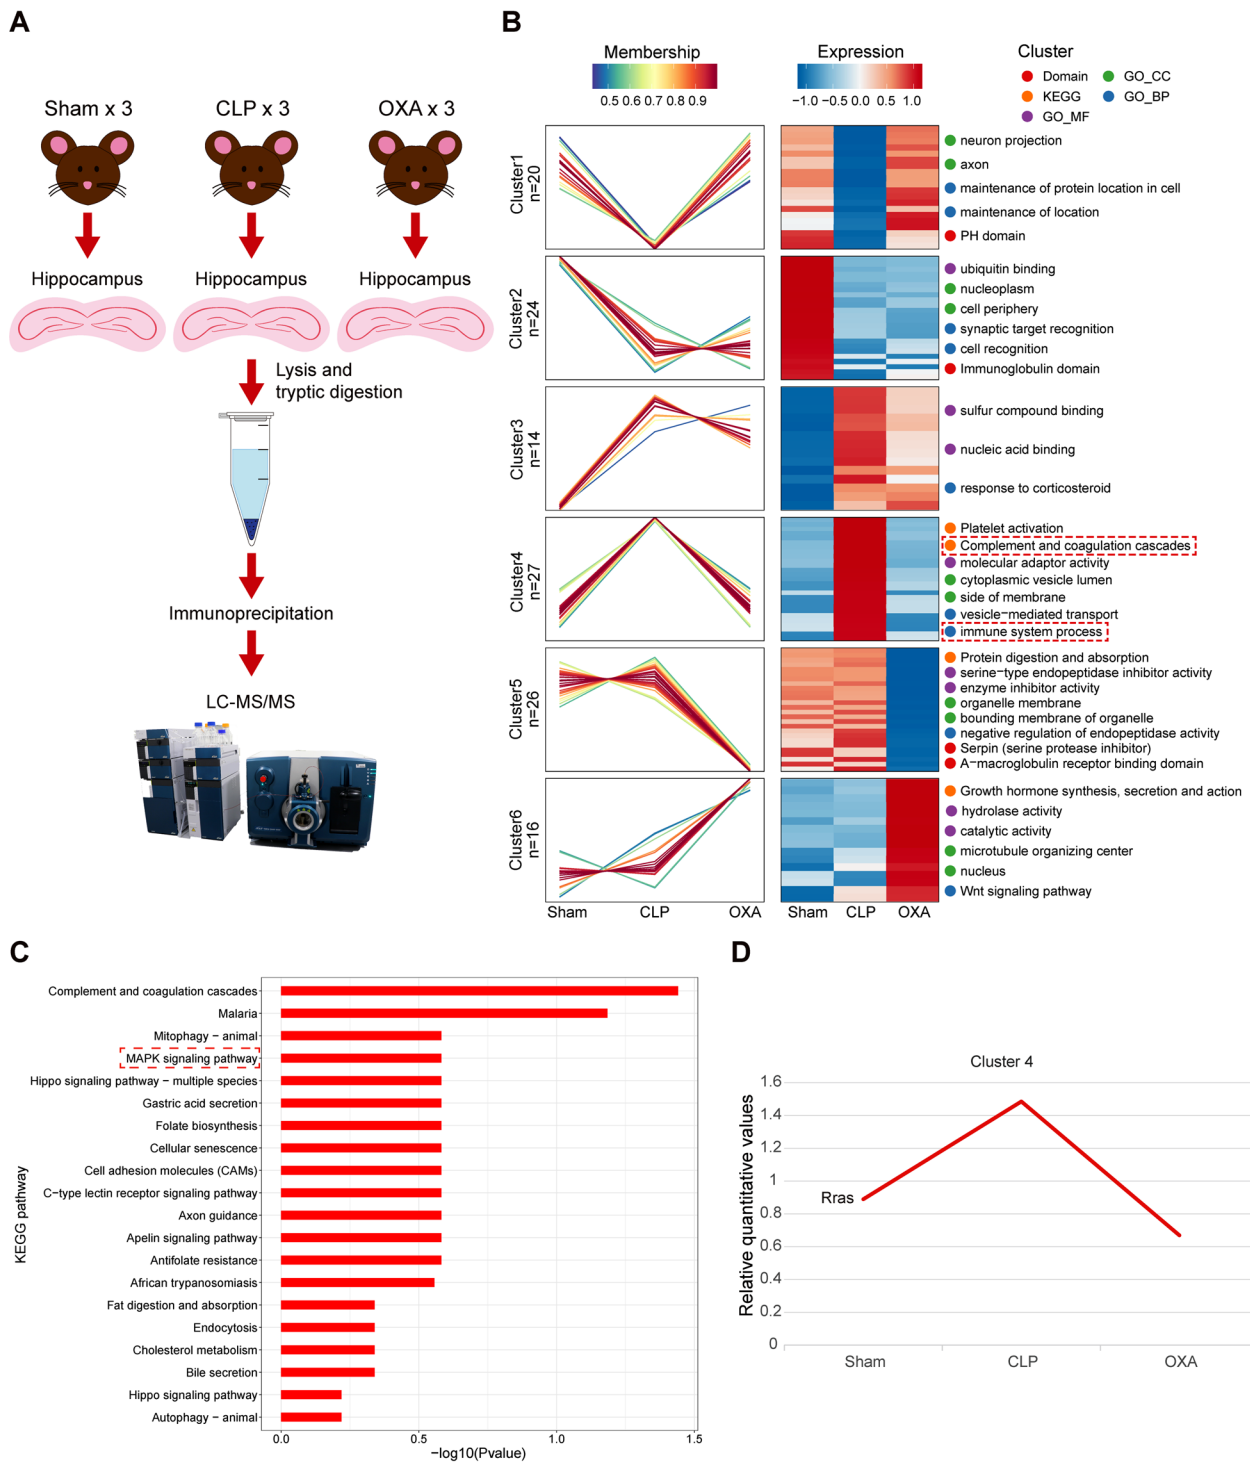 A
Sham x 3
CLP x 3
OXA x 3
Hippocampus
Hippocampus
Hippocampus
Lysis and
tryptic digestion
Immunoprecipitation
LC-MS/MS
B
Membership
0.5 0.6 0.7 0.8 0.9
Expression
−1.0 −0.5 0.0 0.5 1.0
Cluster
Domain
GO_CC
KEGG
GO_BP
GO_MF
Cluster1
n=20
neuron projection
axon
maintenance of protein location in cell
maintenance of location
PH domain
Cluster2
n=24
ubiquitin binding
nucleoplasm
cell periphery
synaptic target recognition
cell recognition
Immunoglobulin domain
Cluster3
n=14
sulfur compound binding
nucleic acid binding
response to corticosteroid
Cluster4
n=27
Platelet activation
Complement and coagulation cascades
molecular adaptor activity
cytoplasmic vesicle lumen
side of membrane
vesicle−mediated transport
immune system process
Cluster5
n=26
Protein digestion and absorption
serine−type endopeptidase inhibitor activity
enzyme inhibitor activity
organelle membrane
bounding membrane of organelle
negative regulation of endopeptidase activity
Serpin (serine protease inhibitor)
A−macroglobulin receptor binding domain
Cluster6
n=16
Growth hormone synthesis, secretion and action
hydrolase activity
catalytic activity
microtubule organizing center
nucleus
Wnt signaling pathway
Sham CLP OXA
Sham CLP OXA
C
KEGG pathway
Complement and coagulation cascades
Malaria
Mitophagy − animal
MAPK signaling pathway
Hippo signaling pathway − multiple species
Gastric acid secretion
Folate biosynthesis
Cellular senescence
Cell adhesion molecules (CAMs)
C−type lectin receptor signaling pathway
Axon guidance
Apelin signaling pathway
Antifolate resistance
African trypanosomiasis
Fat digestion and absorption
Endocytosis
Cholesterol metabolism
Bile secretion
Hippo signaling pathway
Autophagy − animal
0.0 0.5 1.0 1.5
−log10(Pvalue)
D
Cluster 4
Relative quantitative values
1.6
1.4
1.2
1
0.8
0.6
0.4
0.2
0
Rras
Sham CLP OXA